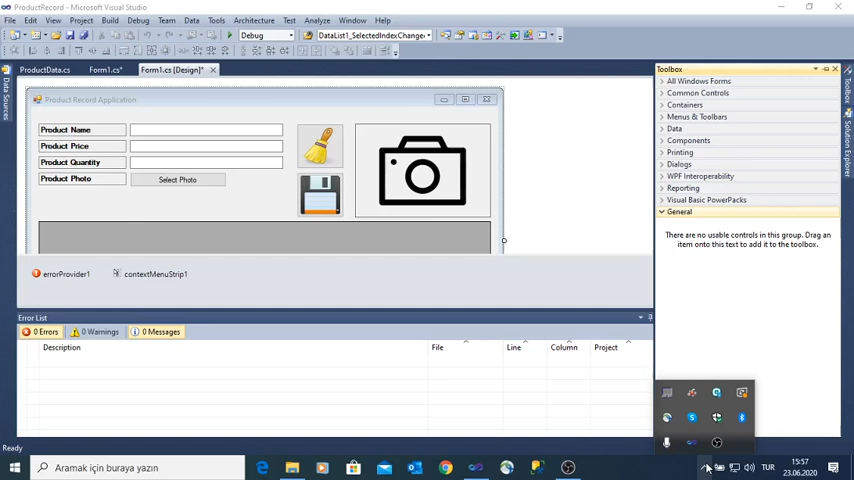 ProductRecord - Microsoft Visual Studio
File Edit View Project Build Debug Team Data Tools Architecture Test Analyze Window Help
Debug DataList1_SelectedIndexChange
ProductData.cs Form1.cs* Form1.cs [Design]*
Data Sources
Product Record Application
Product Name
Product Price
Product Quantity
Product Photo Select Photo
errorProvider1 contextMenuStrip1
Error List
0 Errors 0 Warnings 0 Messages
Description File Line Column Project
Toolbox
All Windows Forms
Common Controls
Containers
Menus & Toolbars
Data
Components
Printing
Dialogs
WPF Interoperability
Reporting
Visual Basic PowerPacks
General
There are no usable controls in this group. Drag an
item onto this text to add it to the toolbox.
Toolbox
Solution Explorer
Ready
Aramak için buraya yazın
TUR
15:57
23.06.2020